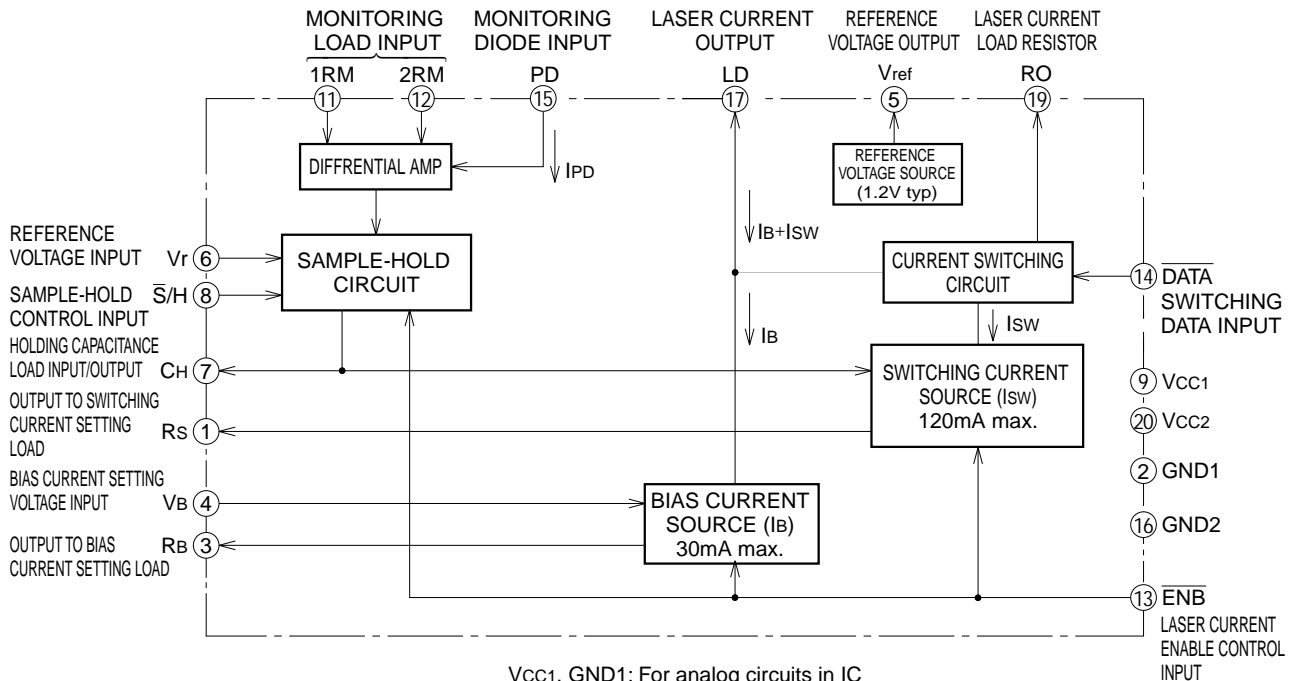 MONITORING
LOAD INPUT
1RM 2RM
11 12
MONITORING
DIODE INPUT
PD
15
LASER CURRENT
OUTPUT
LD
17
REFERENCE
VOLTAGE OUTPUT
Vref
5
LASER CURRENT
LOAD RESISTOR
RO
19
DIFFRENTIAL AMP
IPD
REFERENCE
VOLTAGE SOURCE
(1.2V typ)
REFERENCE
VOLTAGE INPUT Vr 6
SAMPLE-HOLD
CIRCUIT
IB+ISW
CURRENT SWITCHING
CIRCUIT
14 D̅A̅T̅A̅
SWITCHING
DATA INPUT
SAMPLE-HOLD
CONTROL INPUT
S̅/H 8
ISW
IB
HOLDING CAPACITANCE
LOAD INPUT/OUTPUT CH 7
SWITCHING CURRENT
SOURCE (ISW)
120mA max.
9 VCC1
20 VCC2
OUTPUT TO SWITCHING
CURRENT SETTING
LOAD
RS 1
2 GND1
BIAS CURRENT SETTING
VOLTAGE INPUT VB 4
BIAS CURRENT
SOURCE (IB)
30mA max.
16 GND2
OUTPUT TO BIAS
CURRENT SETTING LOAD
RB 3
13 E̅N̅B̅
LASER CURRENT
ENABLE CONTROL
INPUT
VCC1, GND1: For analog circuits in IC